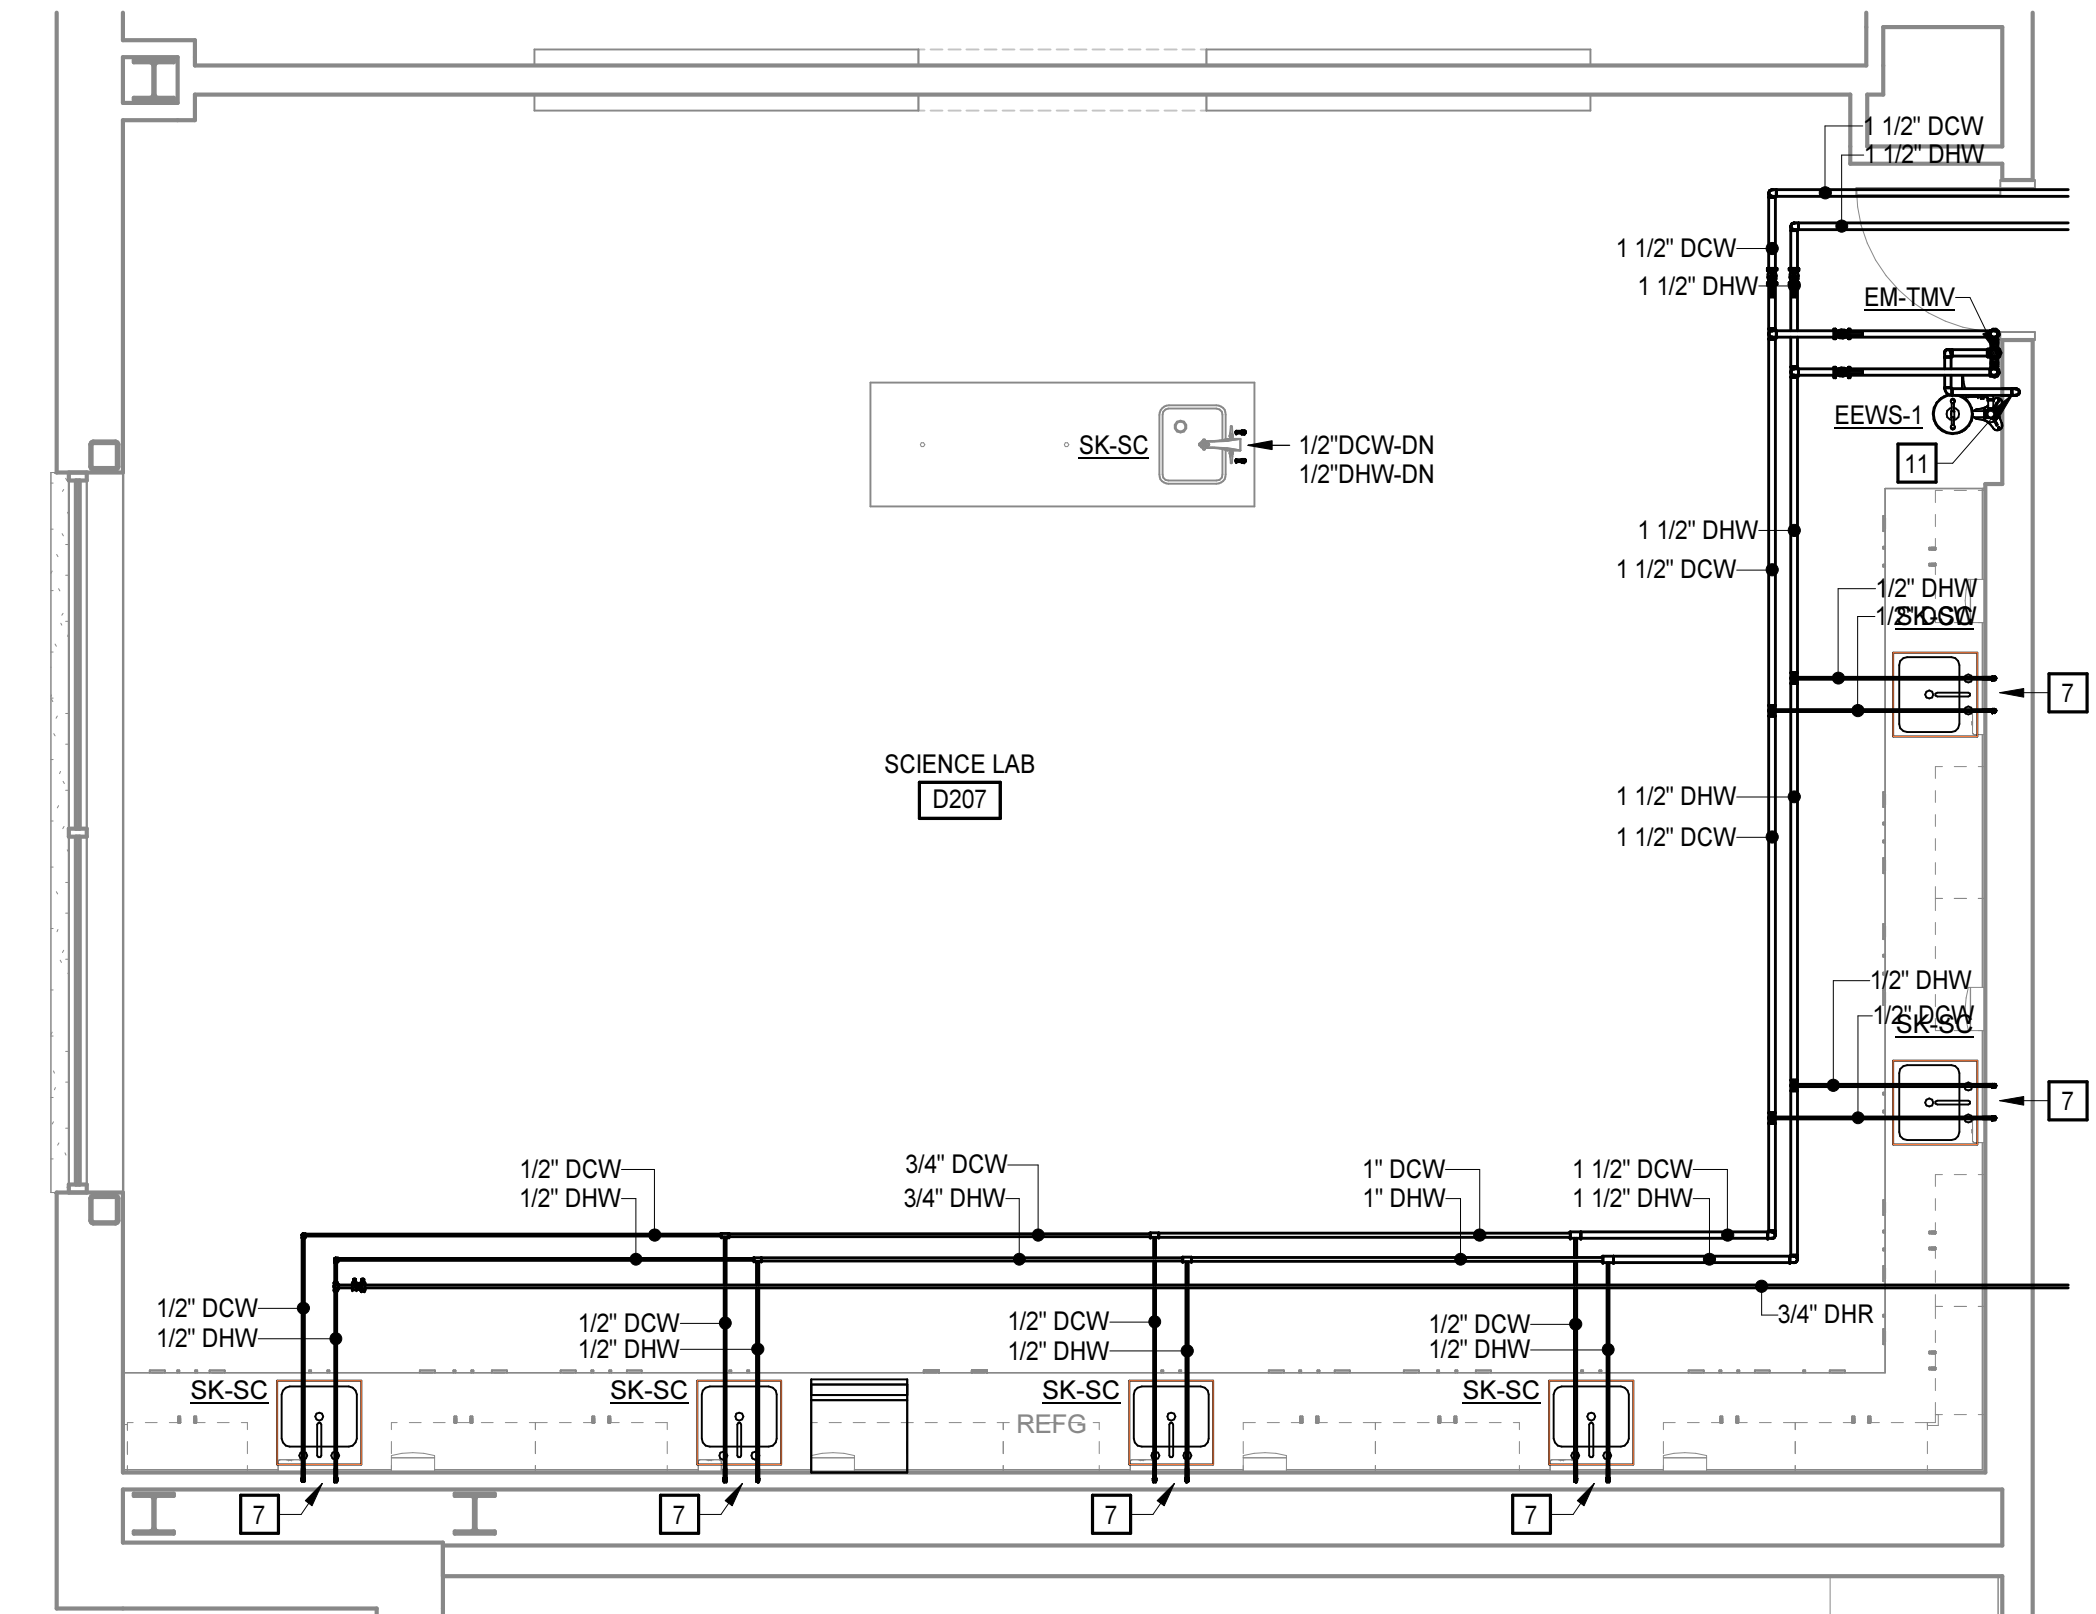 1 1/2" DCW
1 1/2" DHW
1 1/2" DCW
1 1/2" DHW
EM-TMV
EEWS-1
11
SK-SC
1/2"DCW-DN
1/2"DHW-DN
1 1/2" DHW
1 1/2" DCW
1/2" DHW
1/2" DCW
SK-SC
7
SCIENCE LAB
D207
1 1/2" DHW
1 1/2" DCW
1/2" DHW
1/2" DCW
SK-SC
7
1/2" DCW
1/2" DHW
3/4" DCW
3/4" DHW
1" DCW
1" DHW
1 1/2" DCW
1 1/2" DHW
1/2" DCW
1/2" DHW
1/2" DCW
1/2" DHW
1/2" DCW
1/2" DHW
1/2" DCW
1/2" DHW
3/4" DHR
SK-SC
SK-SC
REFG
SK-SC
SK-SC
7
7
7
7